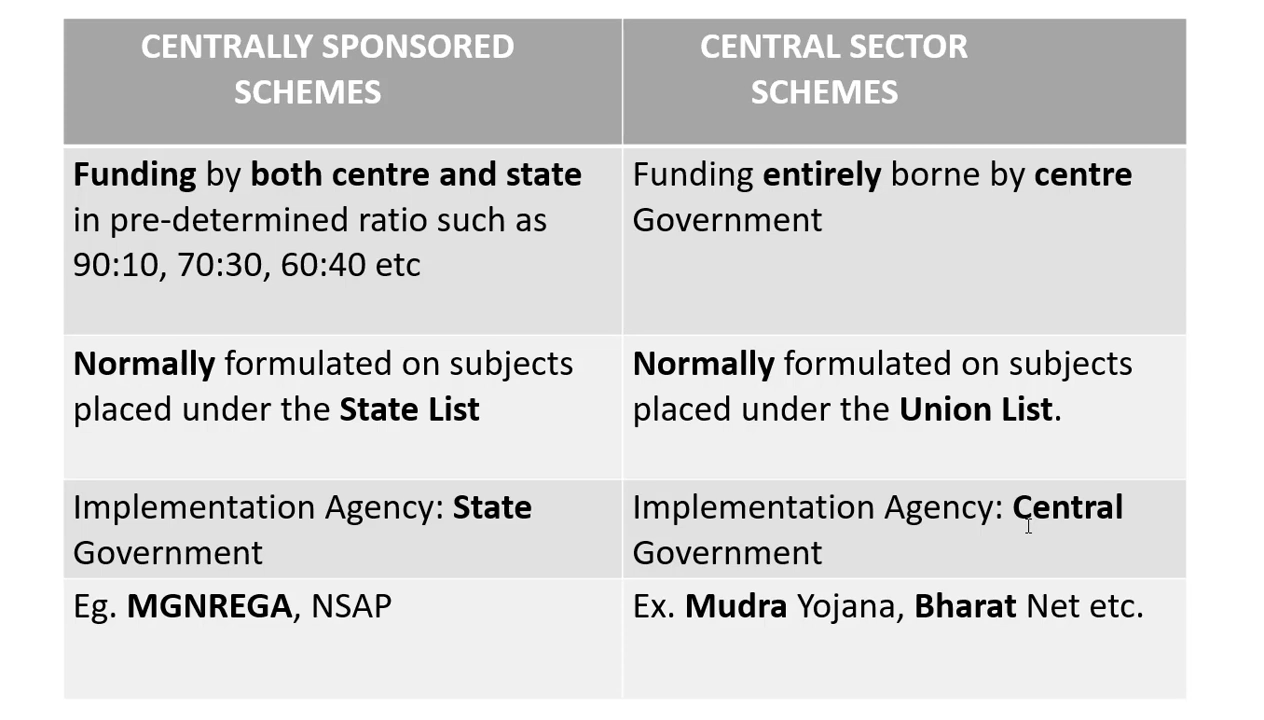 CENTRALLY SPONSORED
SCHEMES
CENTRAL SECTOR
SCHEMES
Funding by both centre and state
in pre-determined ratio such as
90:10, 70:30, 60:40 etc
Funding entirely borne by centre
Government
Normally formulated on subjects
placed under the State List
Normally formulated on subjects
placed under the Union List.
Implementation Agency: State
Government
Implementation Agency: Central
Government
Eg. MGNREGA, NSAP
Ex. Mudra Yojana, Bharat Net etc.